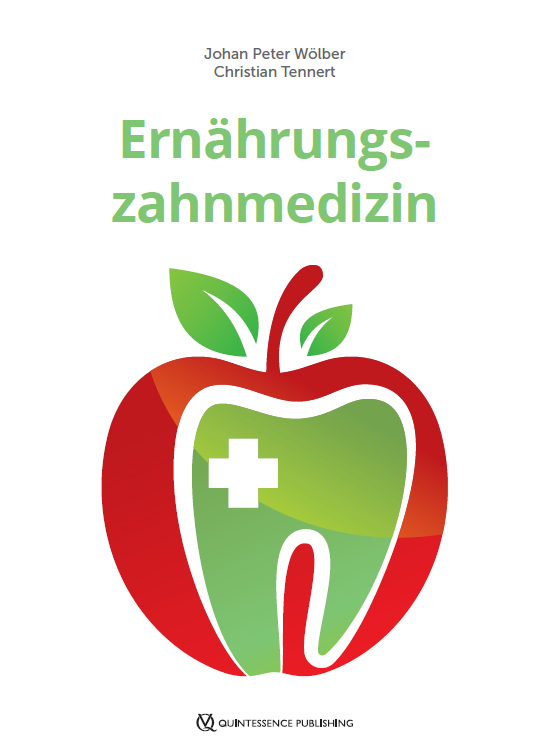 Johan Peter Wölber
Christian Tennert
Ernährungs-
zahnmedizin
QUINTESSENCE PUBLISHING